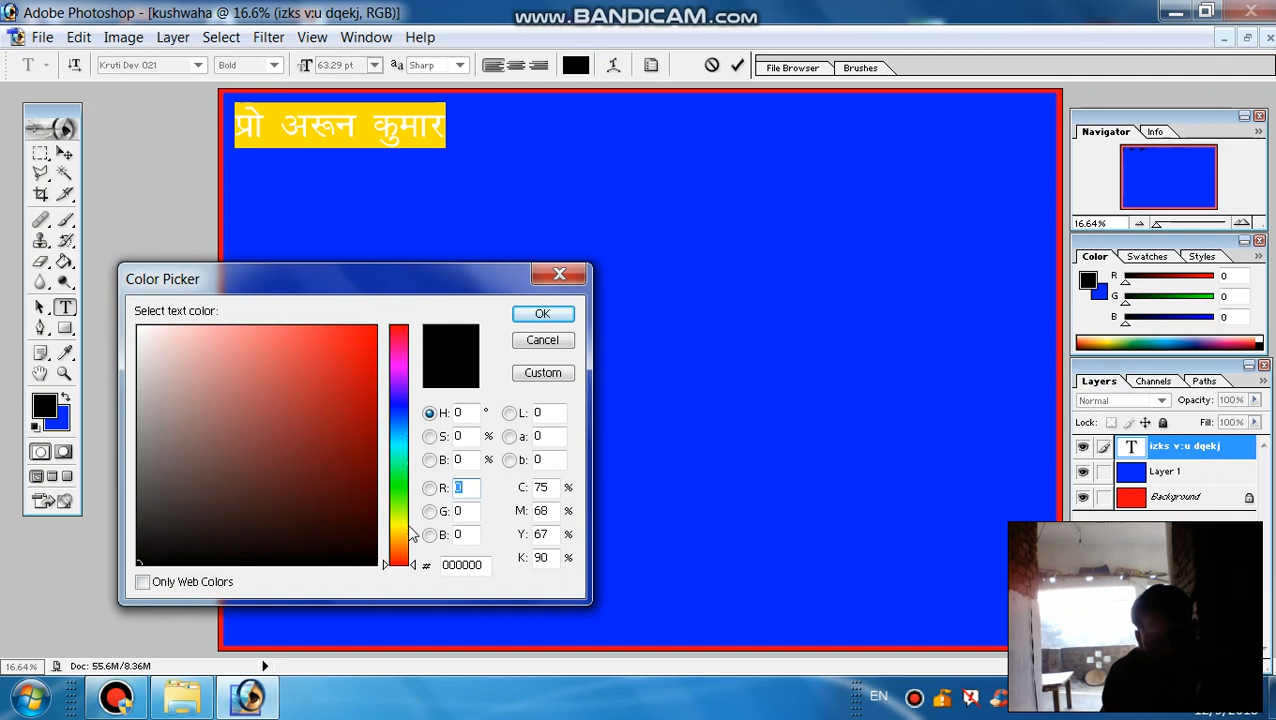 www.BANDICAM.com
Adobe Photoshop - [kushwaha @ 16.6% (izks v:u dqekj, RGB)]
File Edit Image Layer Select Filter View Window Help
T Kruti Dev 021 Bold T 63.29 pt aa Sharp File Browser Brushes
प्रो अरून कुमार
Navigator Info
16.64%
Color Swatches Styles
R 0
G 0
B 0
Layers Channels Paths
Normal Opacity: 100%
Lock: Fill: 100%
T izks v:u dqekj
Layer 1
Background
Color Picker
Select text color:
OK
Cancel
Custom
H: 0 ° L: 0
S: 0 % a: 0
B: 0 % b: 0
R: 0 C: 75 %
G: 0 M: 68 %
B: 0 Y: 67 %
# 000000 K: 90 %
Only Web Colors
16.64% Doc: 55.6M/8.36M
EN